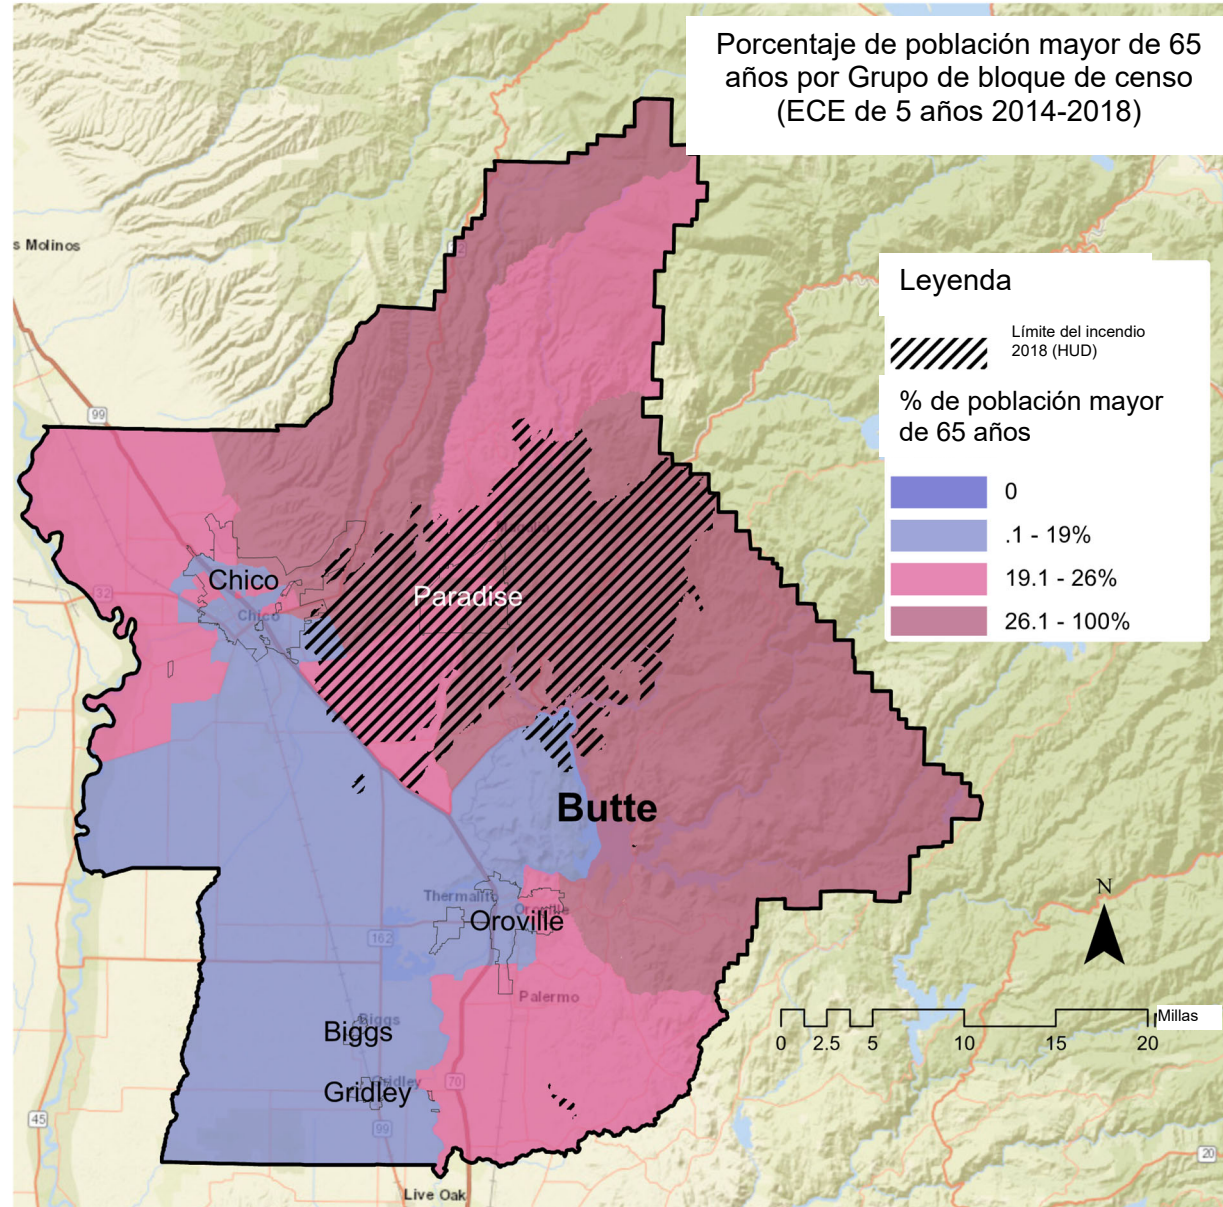 Porcentaje de población mayor de 65
años por Grupo de bloque de censo
(ECE de 5 años 2014-2018)
s Molinos
Leyenda
Límite del incendio
2018 (HUD)
% de población mayor
de 65 años
0
.1 - 19%
19.1 - 26%
26.1 - 100%
99
32
Chico
Chico
Paradise
Butte
Thermalito
Oroville
Oroville
162
Palermo
Biggs
Biggs
Gridley
Gridley
70
99
45
20
Live Oak
N
Millas
0 2.5 5 10 15 20